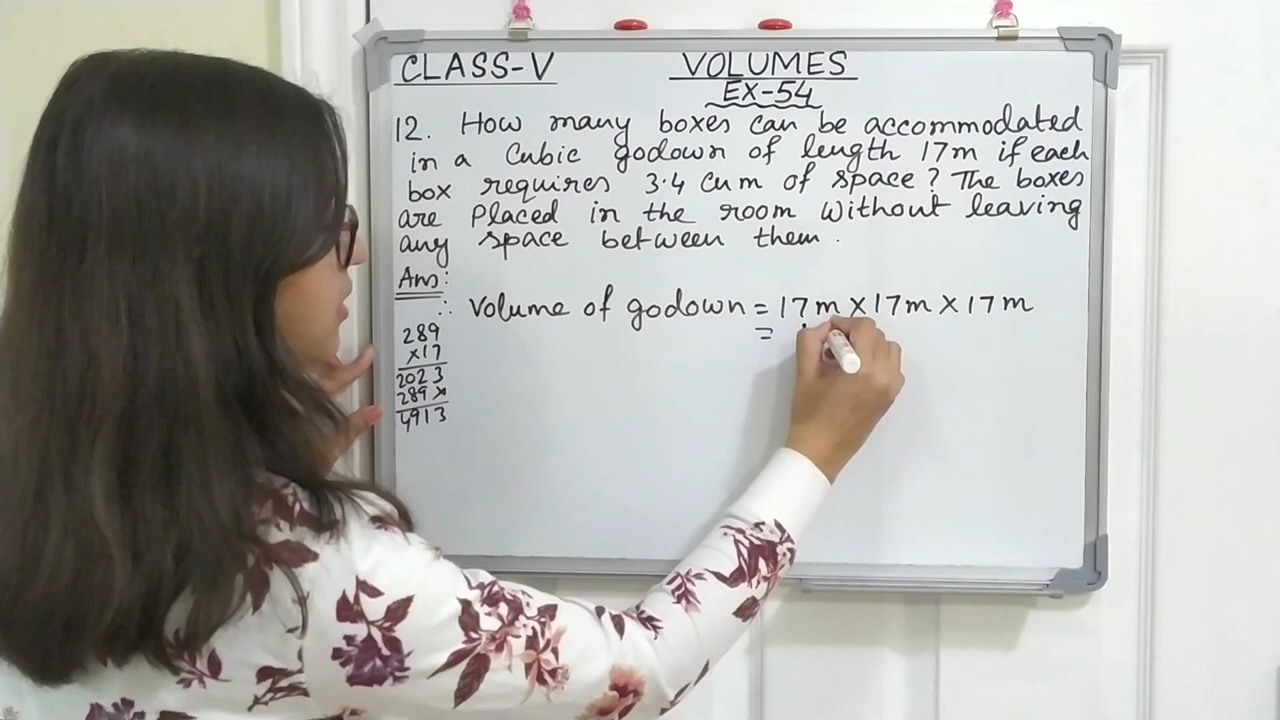 CLASS-V VOLUMES
EX-54
12. How many boxes can be accommodated
in a Cubic godown of length 17m if each
box requires 3.4 Cu m of space? The boxes
are Placed in the room without leaving
any space between them.
Ans:
∴ Volume of godown = 17m × 17m × 17m
=
289
×17
2023
289×
4913